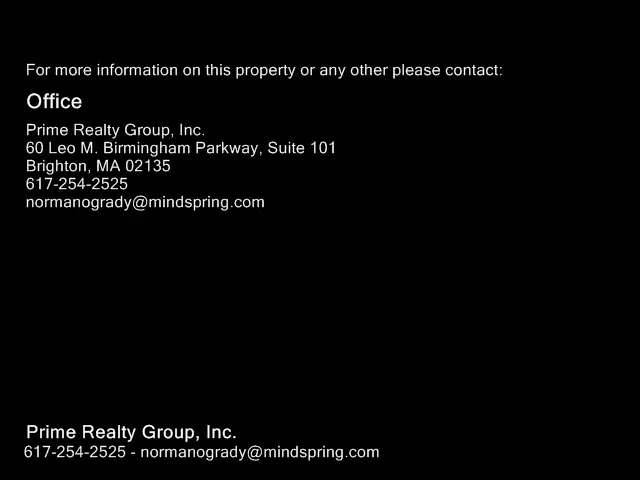 For more information on this property or any other please contact:
Office
Prime Realty Group, Inc.
60 Leo M. Birmingham Parkway, Suite 101
Brighton, MA 02135
617-254-2525
normanogrady@mindspring.com
Prime Realty Group, Inc.
617-254-2525 - normanogrady@mindspring.com